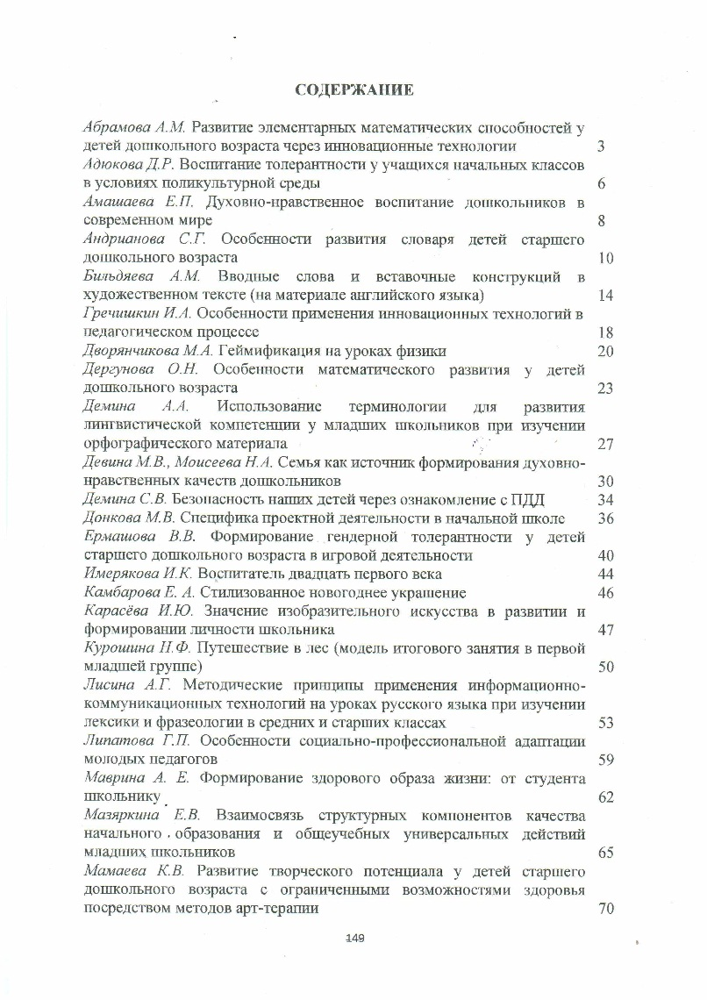 СОДЕРЖАНИЕ
Абрамова А.М. Развитие элементарных математических способностей у
детей дошкольного возраста через инновационные технологии 3
Адюкова Д.Р. Воспитание толерантности у учащихся начальных классов
в условиях поликультурной среды 6
Амашаева Е.П. Духовно-нравственное воспитание дошкольников в
современном мире 8
Андрианова С.Г. Особенности развития словаря детей старшего
дошкольного возраста 10
Бильдяева А.М. Вводные слова и вставочные конструкций в
художественном тексте (на материале английского языка) 14
Гречишкин И.А. Особенности применения инновационных технологий в
педагогическом процессе 18
Дворянчикова М.А. Геймификация на уроках физики 20
Дергунова О.Н. Особенности математического развития у детей
дошкольного возраста 23
Демина А.А. Использование терминологии для развития
лингвистической компетенции у младших школьников при изучении
орфографического материала 27
Девина М.В., Моисеева Н.А. Семья как источник формирования духовно-
нравственных качеств дошкольников 30
Демина С.В. Безопасность наших детей через ознакомление с ПДД 34
Донкова М.В. Специфика проектной деятельности в начальной школе 36
Ермашова В.В. Формирование гендерной толерантности у детей
старшего дошкольного возраста в игровой деятельности 40
Имерякова И.К. Воспитатель двадцать первого века 44
Камбарова Е. А. Стилизованное новогоднее украшение 46
Карасёва И.Ю. Значение изобразительного искусства в развитии и
формировании личности школьника 47
Курошина Н.Ф. Путешествие в лес (модель итогового занятия в первой
младшей группе) 50
Лисина А.Г. Методические принципы применения информационно-
коммуникационных технологий на уроках русского языка при изучении
лексики и фразеологии в средних и старших классах 53
Липатова Г.П. Особенности социально-профессиональной адаптации
молодых педагогов 59
Маврина А. Е. Формирование здорового образа жизни: от студента
школьнику 62
Мазяркина Е.В. Взаимосвязь структурных компонентов качества
начального образования и общеучебных универсальных действий
младших школьников 65
Мамаева К.В. Развитие творческого потенциала у детей старшего
дошкольного возраста с ограниченными возможностями здоровья
посредством методов арт-терапии 70
149